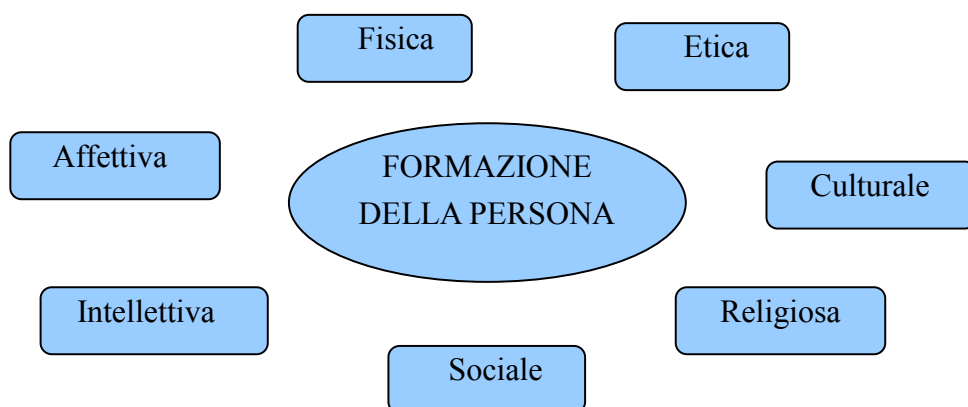 Fisica
Etica
Affettiva
FORMAZIONE
DELLA PERSONA
Culturale
Intellettiva
Religiosa
Sociale